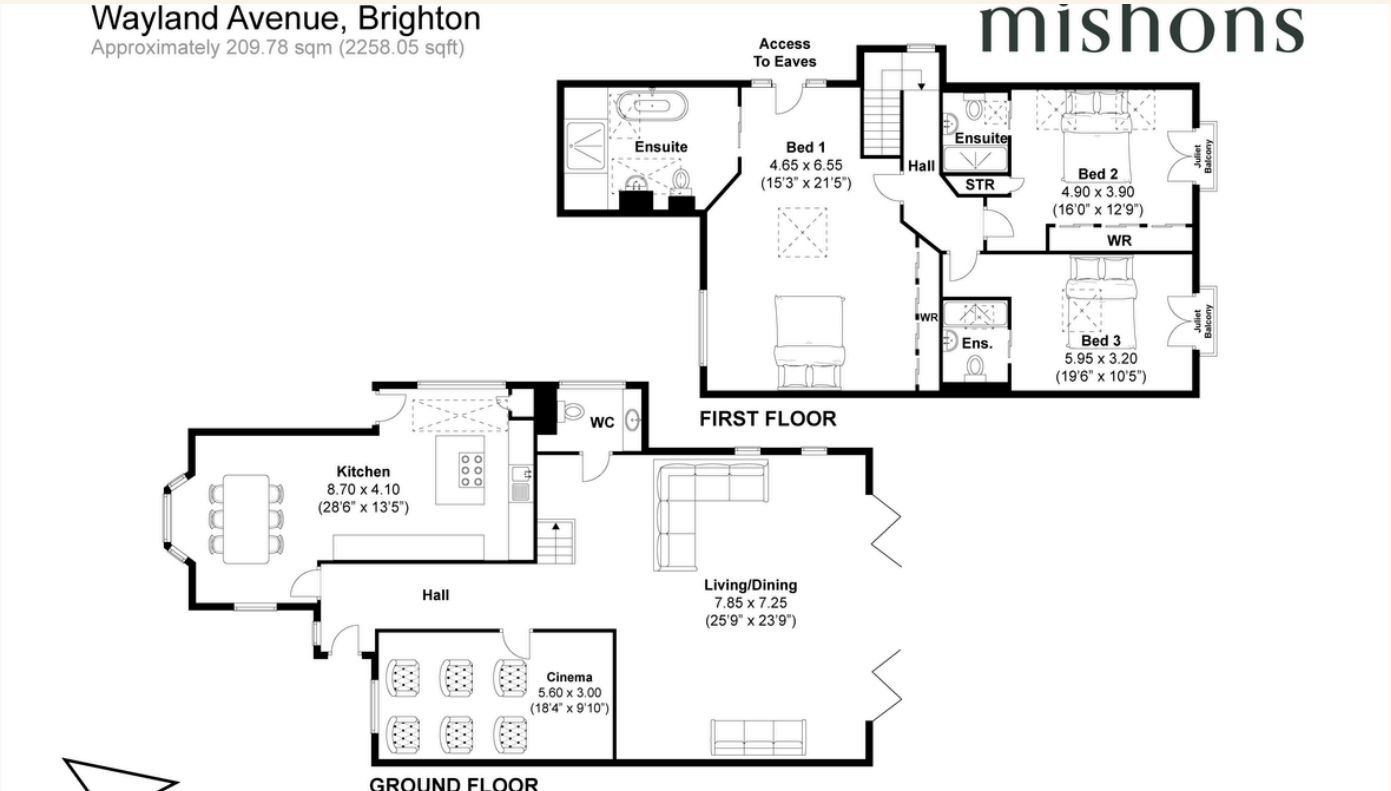 Wayland Avenue, Brighton
Approximately 209.78 sqm (2258.05 sqft)
mishons
Access
To Eaves
Ensuite
Bed 1
4.65 x 6.55
(15'3” x 21'5”)
Hall
Ensuite
STR
Bed 2
4.90 x 3.90
(16'0” x 12'9”)
Juliet
Balcony
WR
WR
Ens.
Bed 3
5.95 x 3.20
(19'6” x 10'5”)
Juliet
Balcony
FIRST FLOOR
WC
Kitchen
8.70 x 4.10
(28'6” x 13'5”)
Living/Dining
7.85 x 7.25
(25'9” x 23'9”)
Hall
Cinema
5.60 x 3.00
(18'4” x 9'10”)
GROUND FLOOR